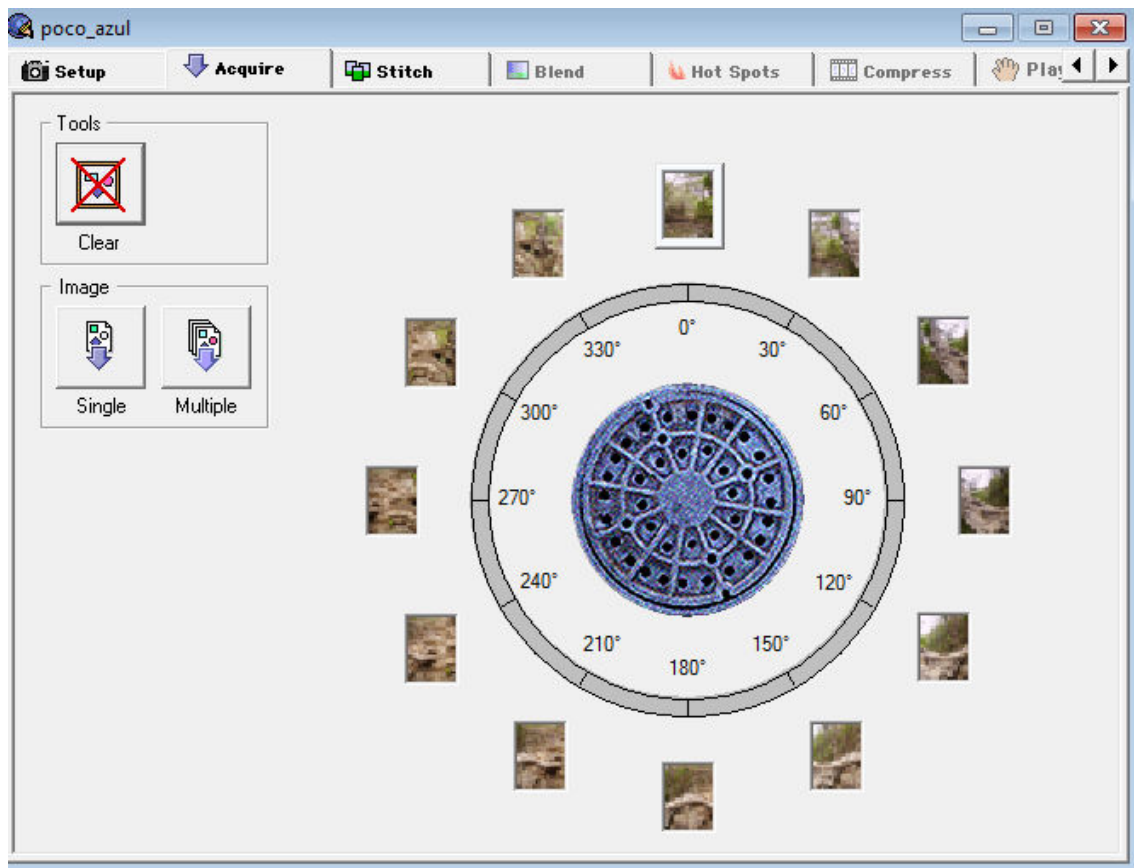 poco_azul
Setup Acquire Stitch Blend Hot Spots Compress Play
Tools
Clear
Image
Single Multiple
0°
330° 30°
300° 60°
270° 90°
240° 120°
210° 150°
180°